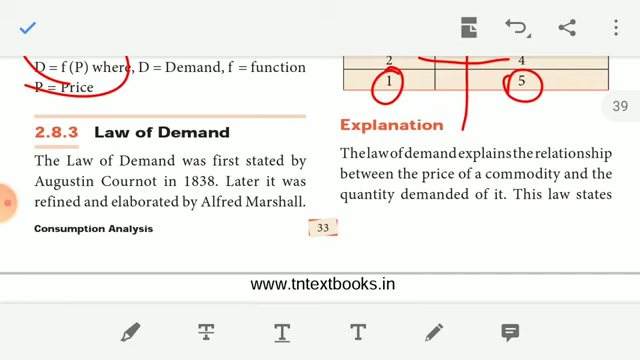 D = f (P) where, D = Demand, f = function
P = Price
2.8.3 Law of Demand
The Law of Demand was first stated by
Augustin Cournot in 1838. Later it was
refined and elaborated by Alfred Marshall.
Consumption Analysis
2 4
1 5
Explanation
The law of demand explains the relationship
between the price of a commodity and the
quantity demanded of it. This law states
33
39
www.tntextbooks.in
T T T